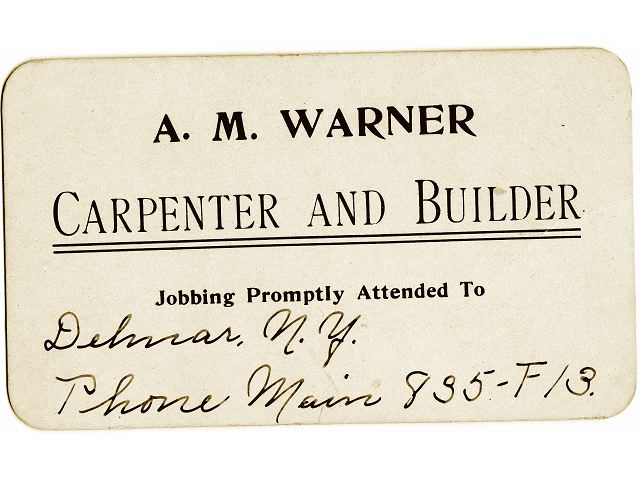 A. M. WARNER
CARPENTER AND BUILDER
Jobbing Promptly Attended To
Delmar, N.Y.
Phone Main 835-F13.